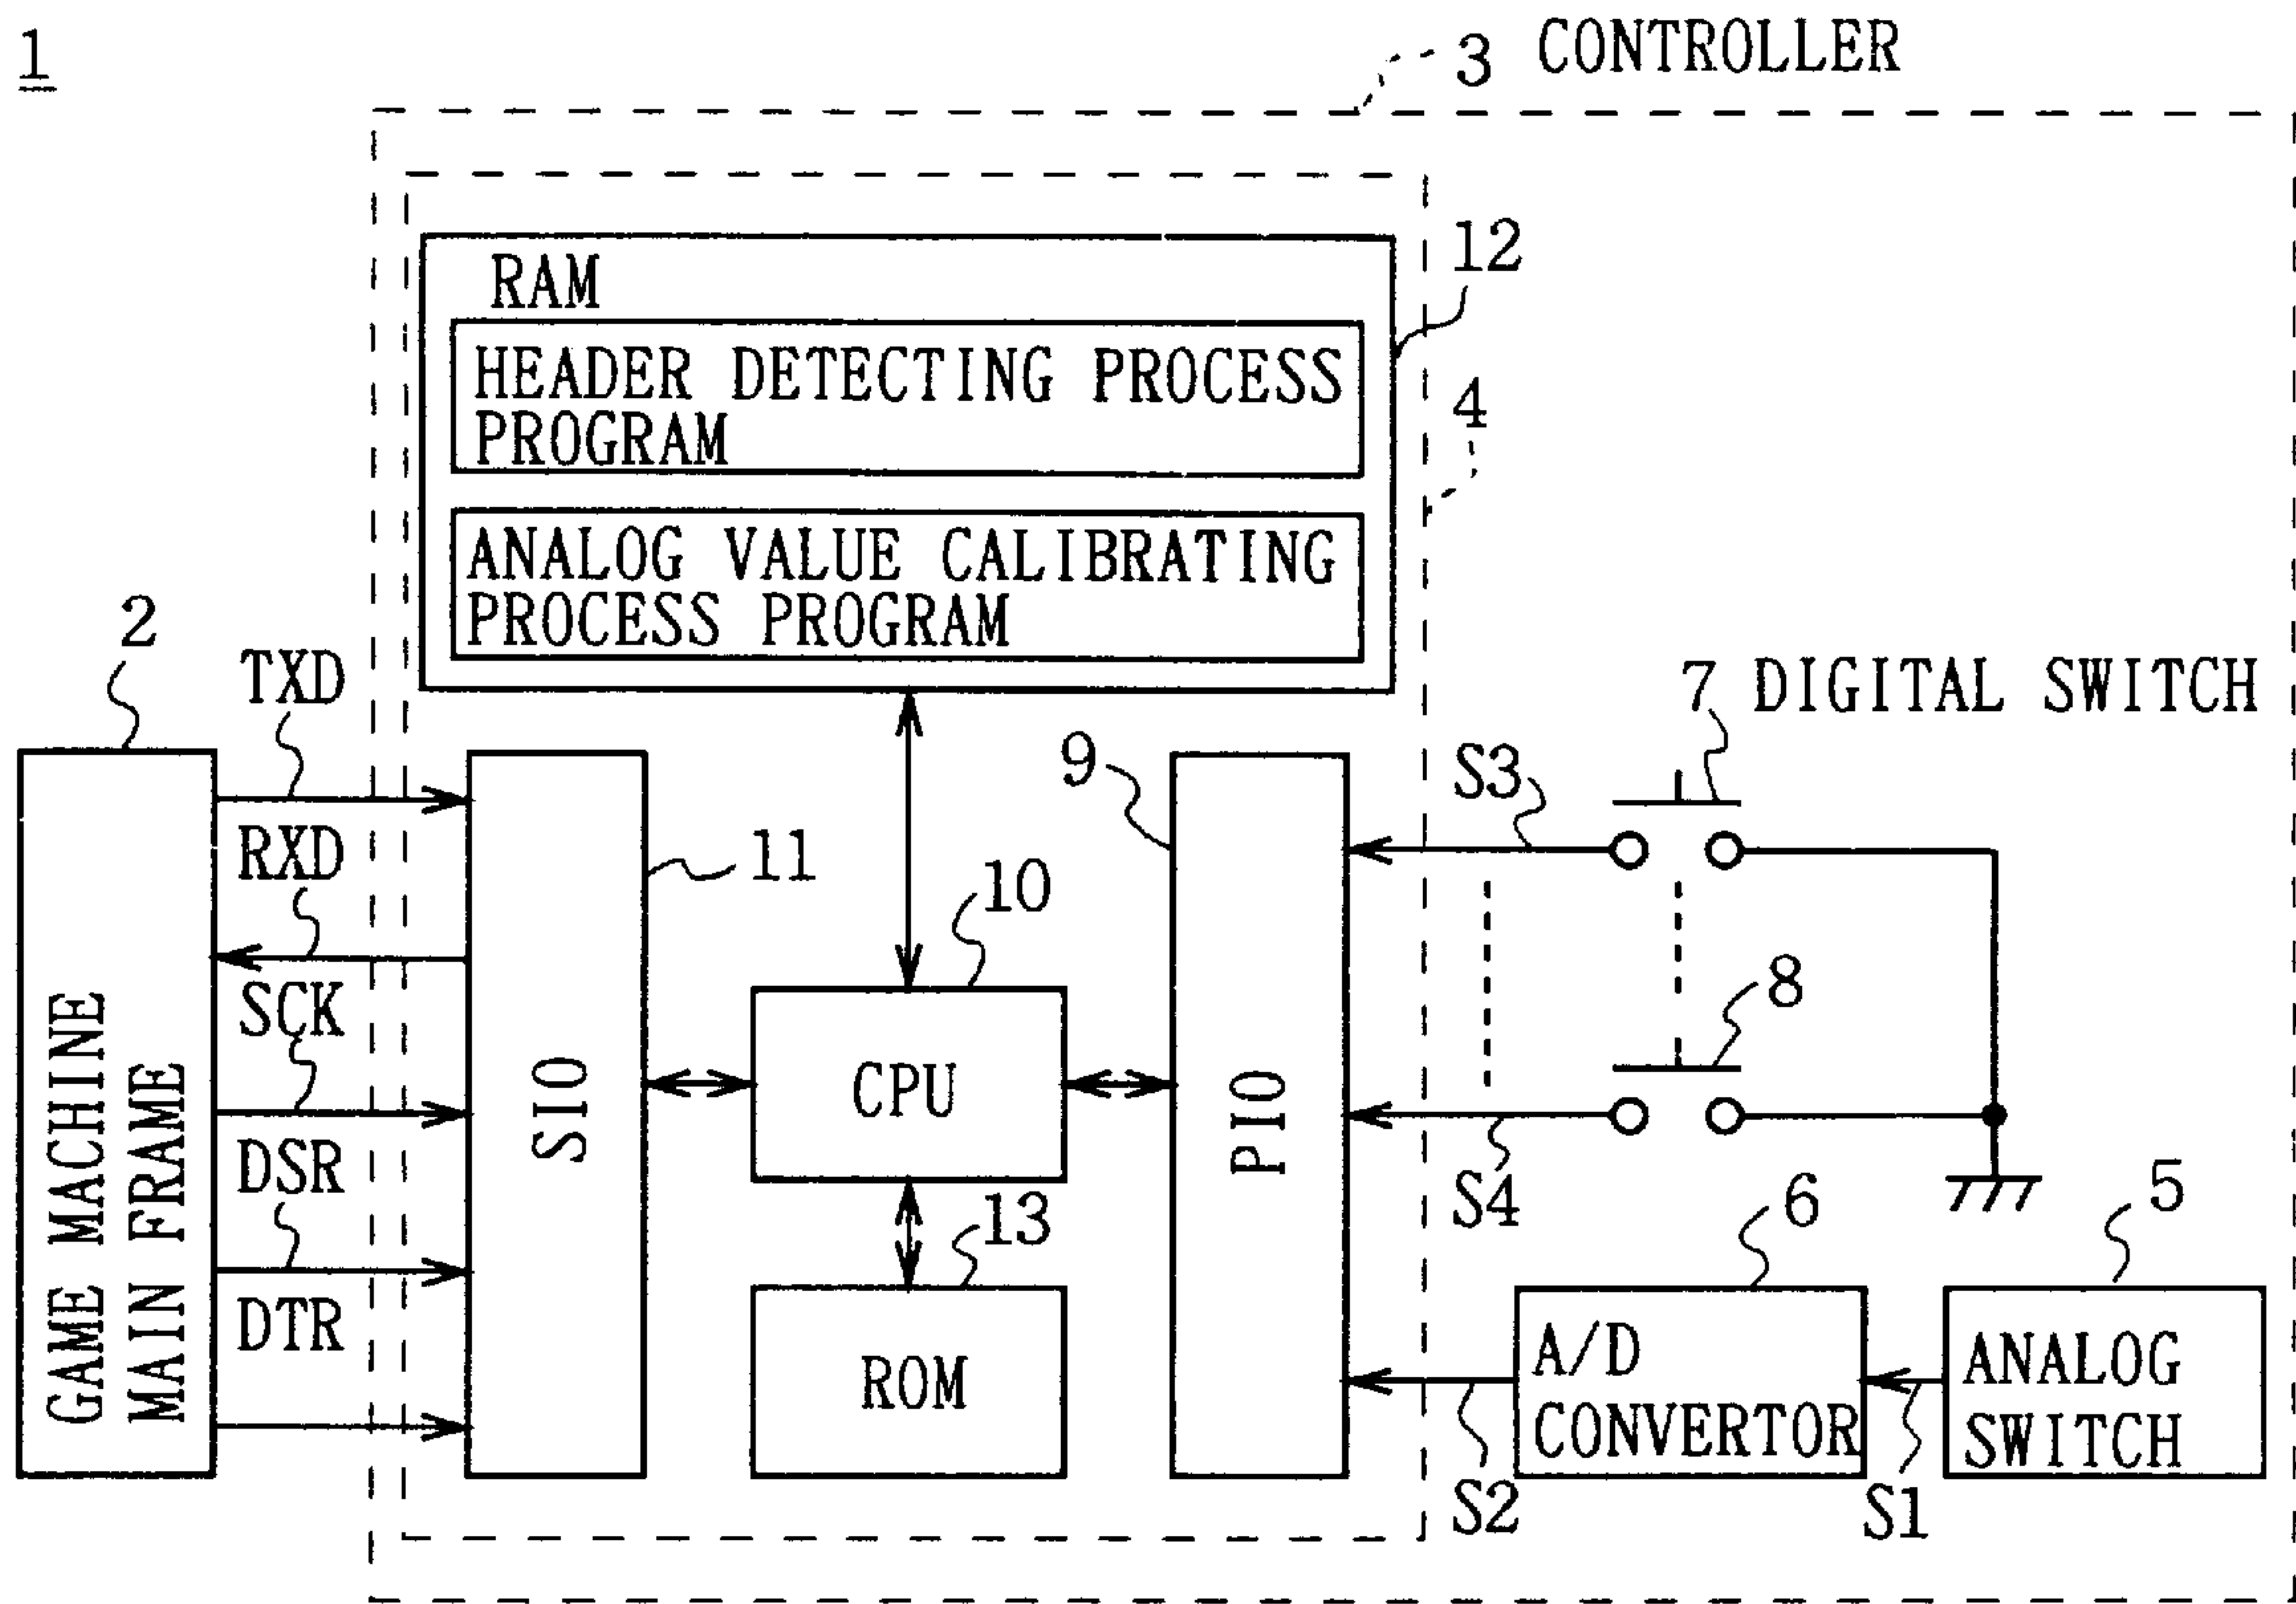 1
3 CONTROLLER
12
RAM
HEADER DETECTING PROCESS
PROGRAM
4
ANALOG VALUE CALIBRATING
PROCESS PROGRAM
2
TXD
7 DIGITAL SWITCH
9
S3
RXD
11
10
8
SCK
GAME MACHINE
MAIN FRAME
SIO
CPU
PIO
DSR
S4
13
6
5
DTR
ROM
A/D
CONVERTOR
ANALOG
SWITCH
S2
S1